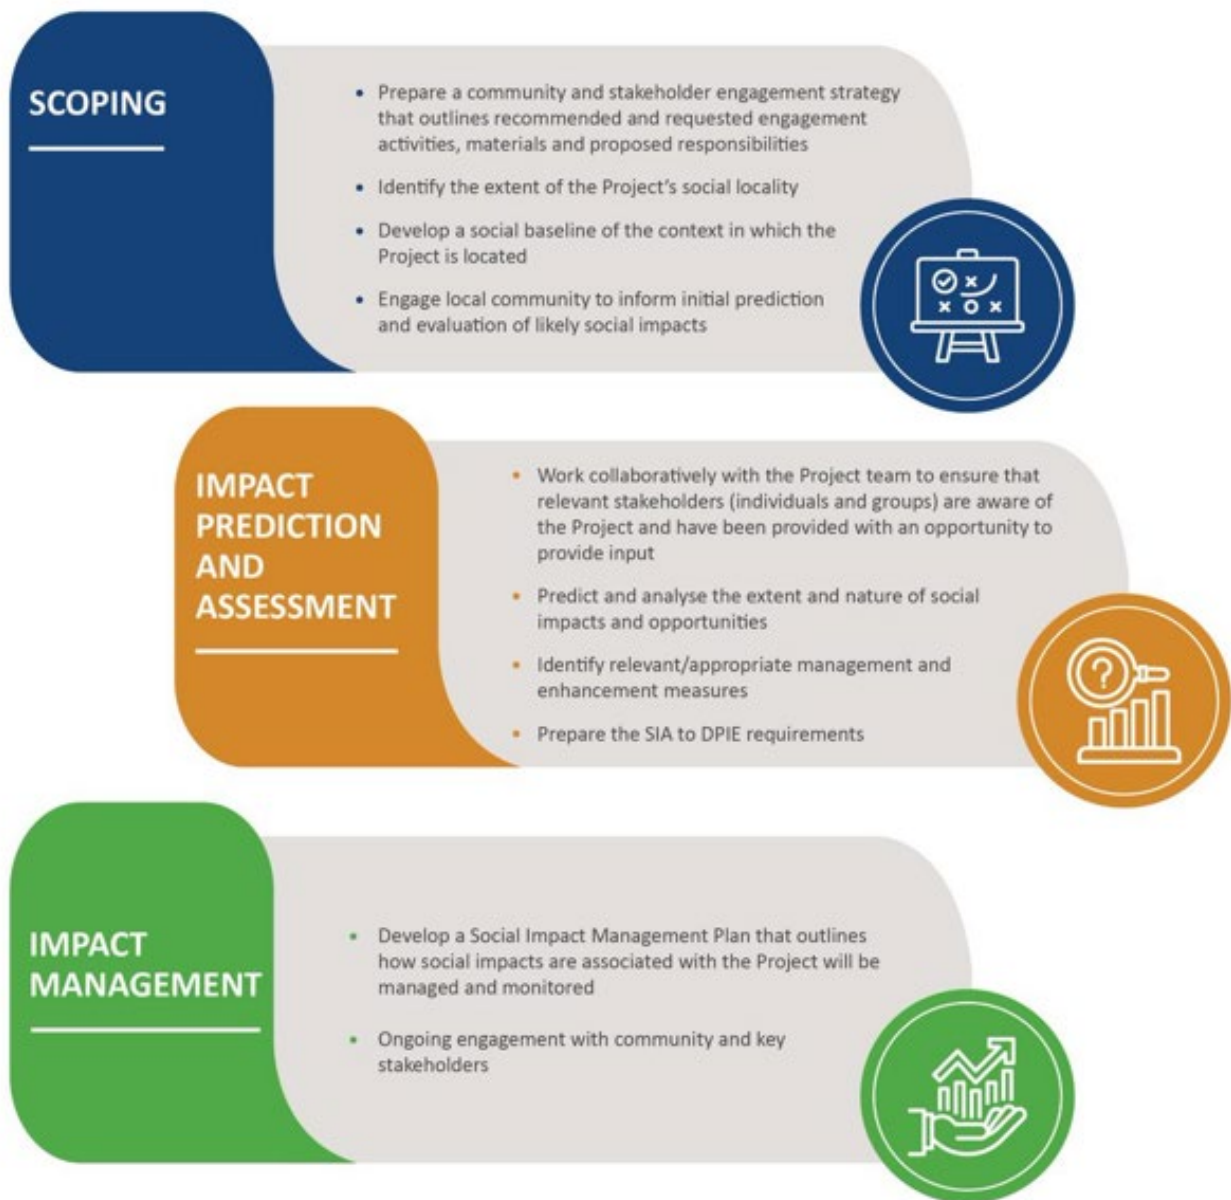 SCOPING
• Prepare a community and stakeholder engagement strategy
that outlines recommended and requested engagement
activities, materials and proposed responsibilities
• Identify the extent of the Project's social locality
• Develop a social baseline of the context in which the
Project is located
• Engage local community to inform initial prediction
and evaluation of likely social impacts
IMPACT
PREDICTION
AND
ASSESSMENT
• Work collaboratively with the Project team to ensure that
relevant stakeholders (individuals and groups) are aware of
the Project and have been provided with an opportunity to
provide input
• Predict and analyse the extent and nature of social
impacts and opportunities
• Identify relevant/appropriate management and
enhancement measures
• Prepare the SIA to DPIE requirements
IMPACT
MANAGEMENT
• Develop a Social Impact Management Plan that outlines
how social impacts are associated with the Project will be
managed and monitored
• Ongoing engagement with community and key
stakeholders